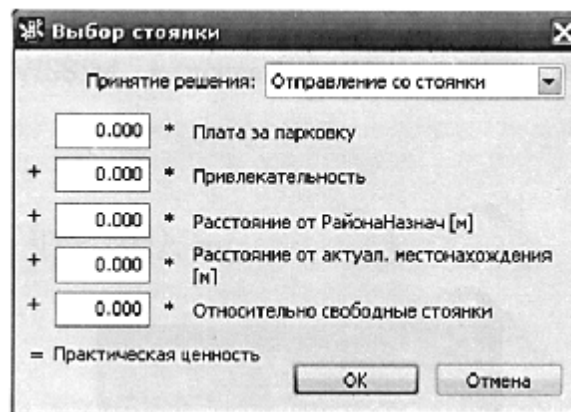 Выбор стоянки
Принятие решения: Отправление со стоянки
0.000 * Плата за парковку
+ 0.000 * Привлекательность
+ 0.000 * Расстояние от РайонаНазнач [м]
+ 0.000 * Расстояние от актуал. местонахождения
[м]
+ 0.000 * Относительно свободные стоянки
= Практическая ценность
ОК Отмена